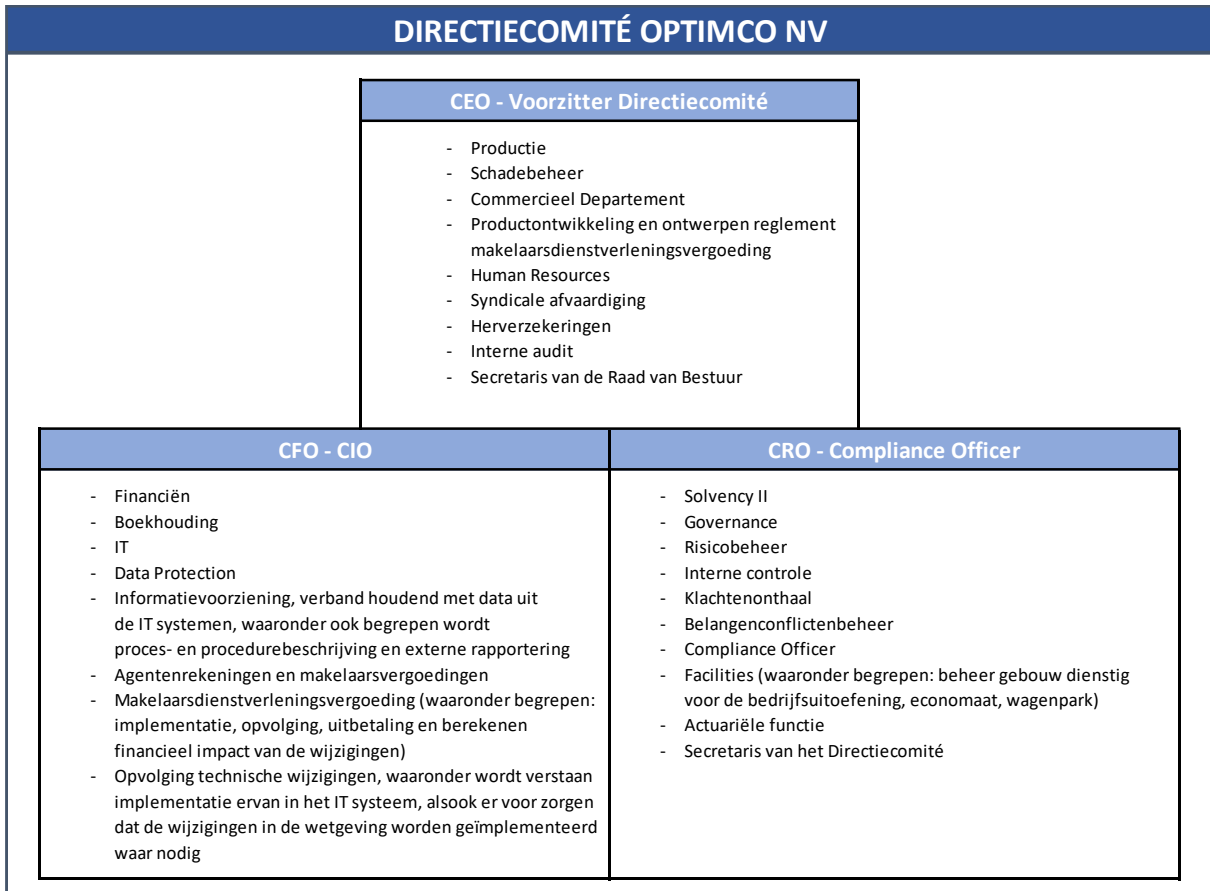 DIRECTIECOMITÉ OPTIMCO NV
CEO - Voorzitter Directiecomité
- Productie
- Schadebeheer
- Commercieel Departement
- Productontwikkeling en ontwerpen reglement
makelaarsdienstverleningsvergoeding
- Human Resources
- Syndicale afvaardiging
- Herverzekeringen
- Interne audit
- Secretaris van de Raad van Bestuur
CFO - CIO
- Financiën
- Boekhouding
- IT
- Data Protection
- Informatievoorziening, verband houdend met data uit
de IT systemen, waaronder ook begrepen wordt
proces- en procedurebeschrijving en externe rapportering
- Agentenrekeningen en makelaarsvergoedingen
- Makelaarsdienstverleningsvergoeding (waaronder begrepen:
implementatie, opvolging, uitbetaling en berekenen
financieel impact van de wijzigingen)
- Opvolging technische wijzigingen, waaronder wordt verstaan
implementatie ervan in het IT systeem, alsook er voor zorgen
dat de wijzigingen in de wetgeving worden geïmplementeerd
waar nodig
CRO - Compliance Officer
- Solvency II
- Governance
- Risicobeheer
- Interne controle
- Klachtenonthaal
- Belangenconflictenbeheer
- Compliance Officer
- Facilities (waaronder begrepen: beheer gebouw dienstig
voor de bedrijfsuitoefening, economaat, wagenpark)
- Actuariële functie
- Secretaris van het Directiecomité